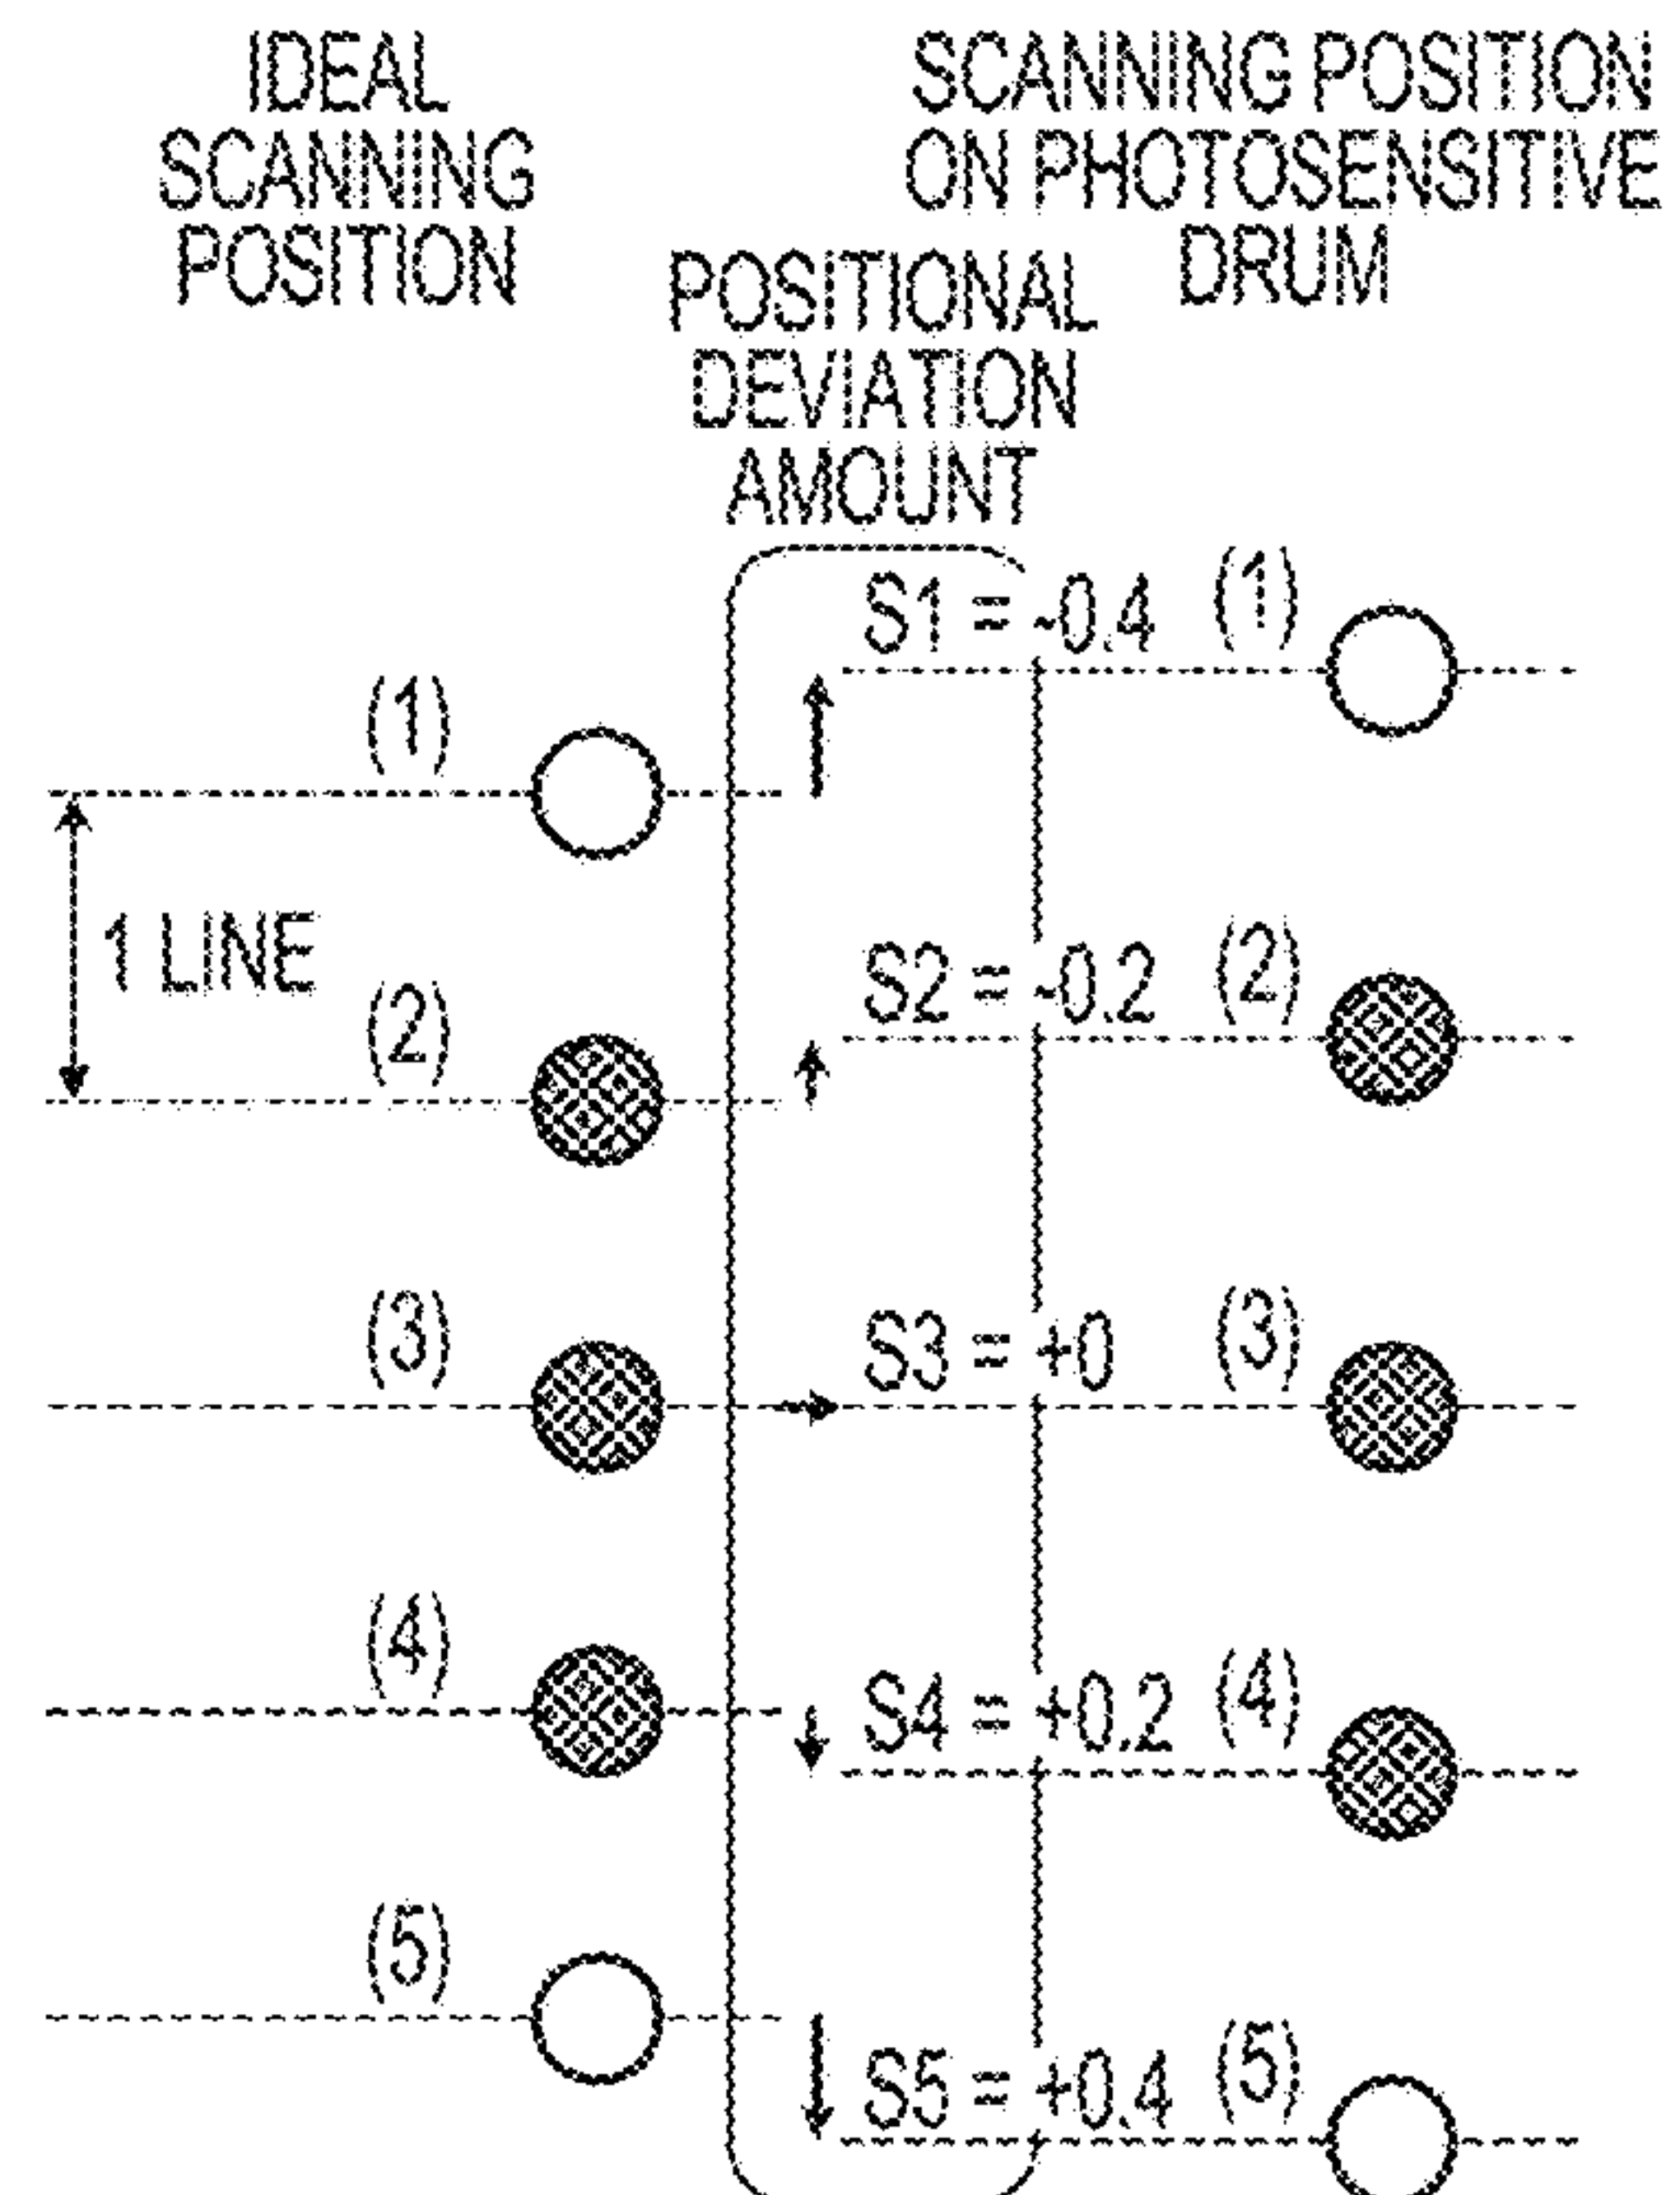 IDEAL
SCANNING
POSITION
SCANNING POSITION
ON PHOTOSENSITIVE
DRUM
POSITIONAL
DEVIATION
AMOUNT
S1 = -0.4 (1)
(1)
1 LINE
S2 = -0.2 (2)
(2)
(3) S3 = +0 (3)
(4) S4 = +0.2 (4)
(5)
S5 = +0.4 (5)